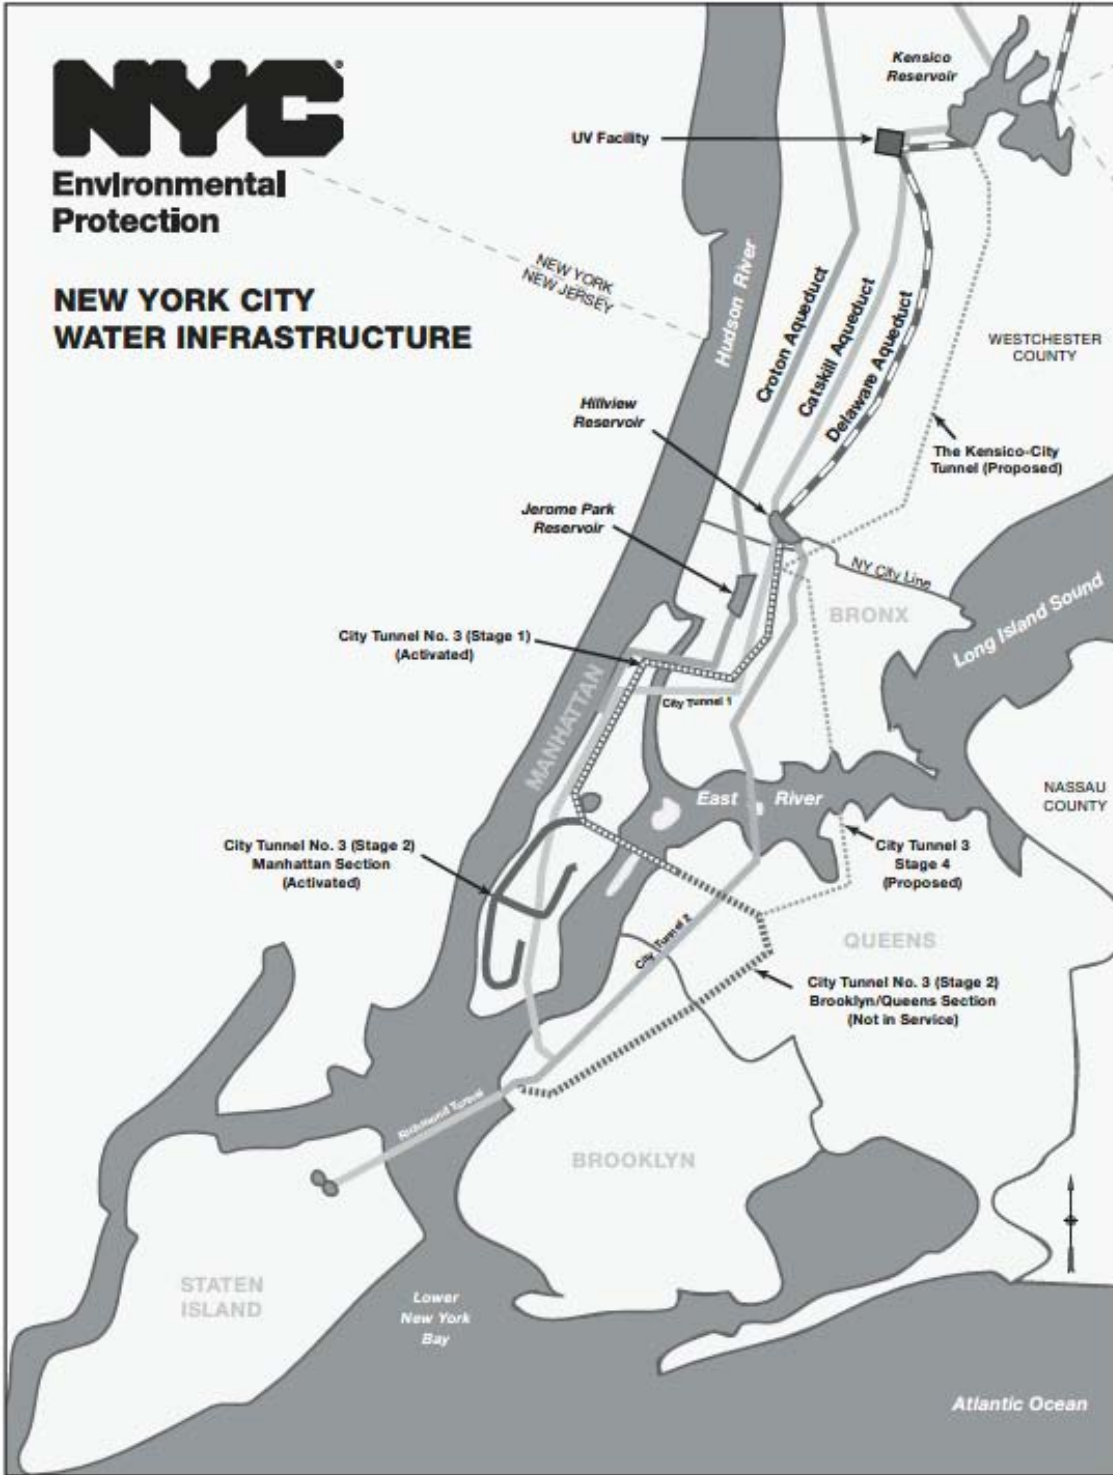 NYC®
Environmental
Protection
NEW YORK CITY
WATER INFRASTRUCTURE
Kensico
Reservoir
UV Facility
NEW YORK
NEW JERSEY
Hudson River
Croton Aqueduct
Catskill Aqueduct
Delaware Aqueduct
WESTCHESTER
COUNTY
Hillview
Reservoir
The Kensico-City
Tunnel (Proposed)
Jerome Park
Reservoir
NY City Line
BRONX
Long Island Sound
City Tunnel No. 3 (Stage 1)
(Activated)
MANHATTAN
City Tunnel 1
East River
NASSAU
COUNTY
City Tunnel No. 3 (Stage 2)
Manhattan Section
(Activated)
City Tunnel 3
Stage 4
(Proposed)
City Tunnel 2
QUEENS
City Tunnel No. 3 (Stage 2)
Brooklyn/Queens Section
(Not in Service)
Richmond Tunnel
BROOKLYN
STATEN
ISLAND
Lower
New York
Bay
Atlantic Ocean